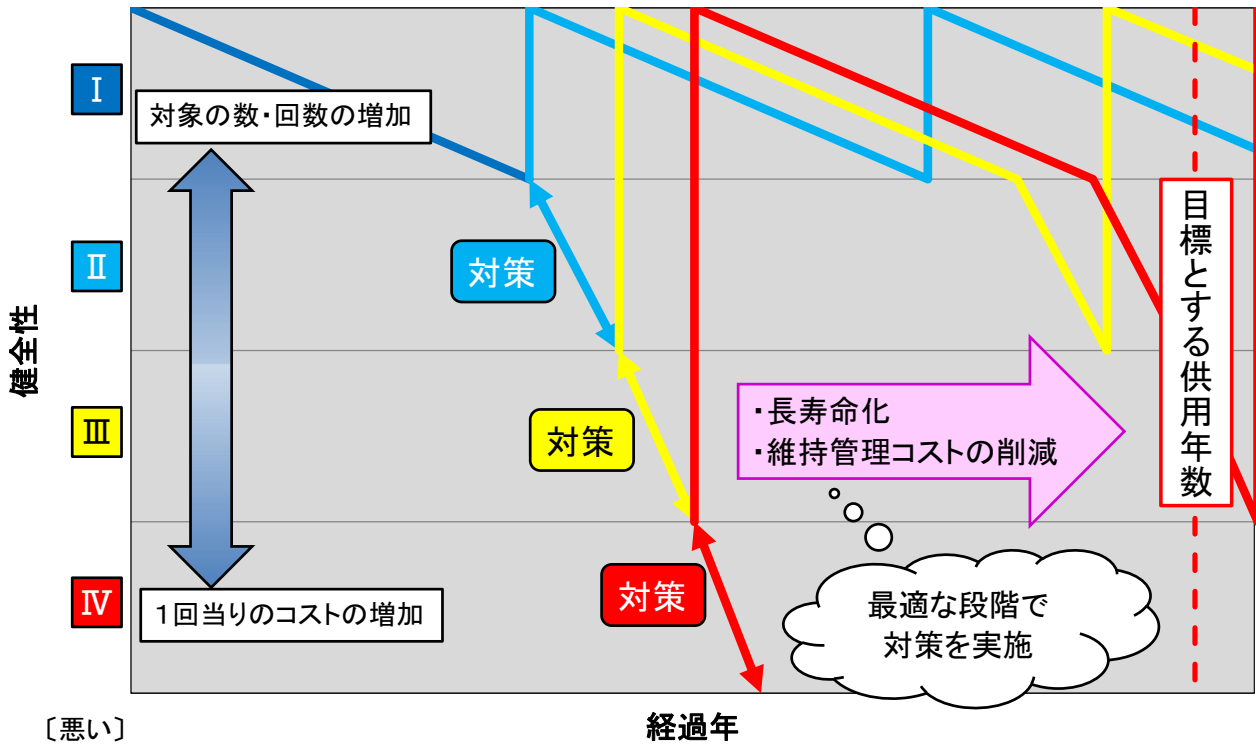 Ⅰ
対象の数・回数の増加
Ⅱ
対策
健全性
Ⅲ
対策
・長寿命化
・維持管理コストの削減
目標とする供用年数
Ⅳ
1回当りのコストの増加
対策
最適な段階で
対策を実施
〔悪い〕
経過年